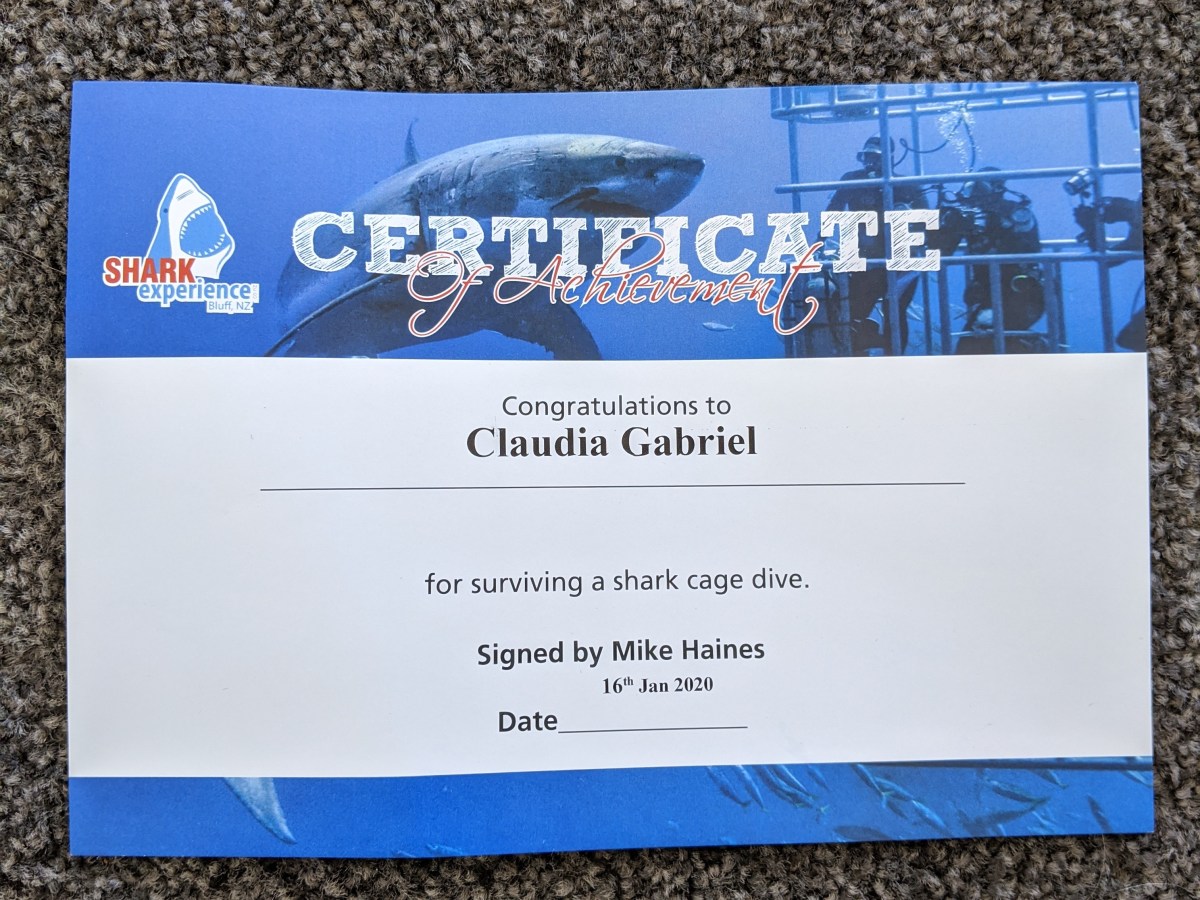 SHARK
experience
Bluff, NZ
CERTIFICATE
Of Achievement
Congratulations to
Claudia Gabriel
for surviving a shark cage dive.
Signed by Mike Haines
16th Jan 2020
Date